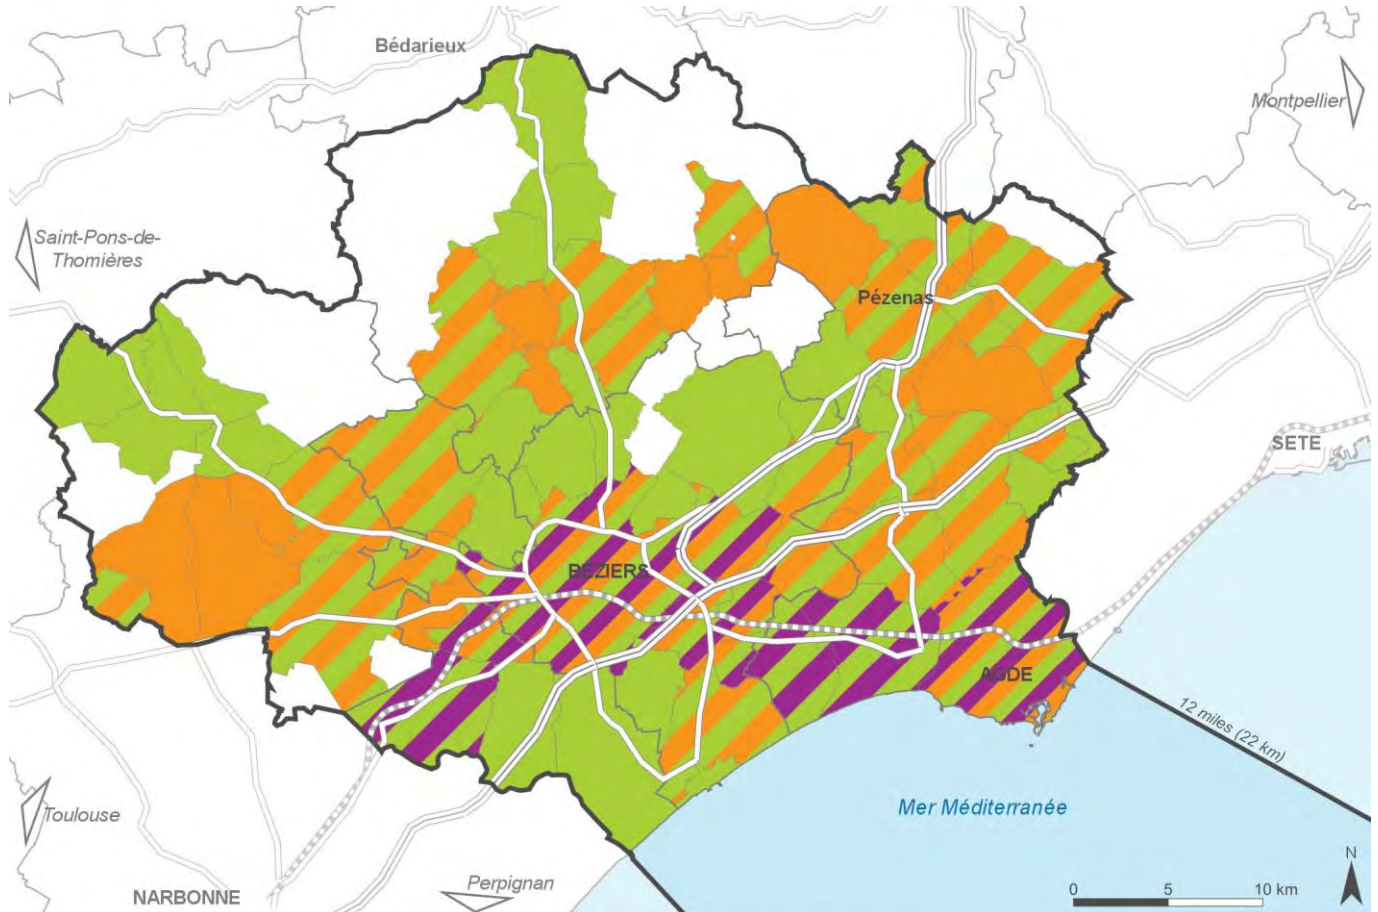 Bédarieux
Montpellier
Saint-Pons-de-
Thomières
Pézenas
SETE
BEZIERS
AGDE
12 miles (22 km)
Mer Méditerranée
Toulouse
Perpignan
NARBONNE
N
0 5 10 km